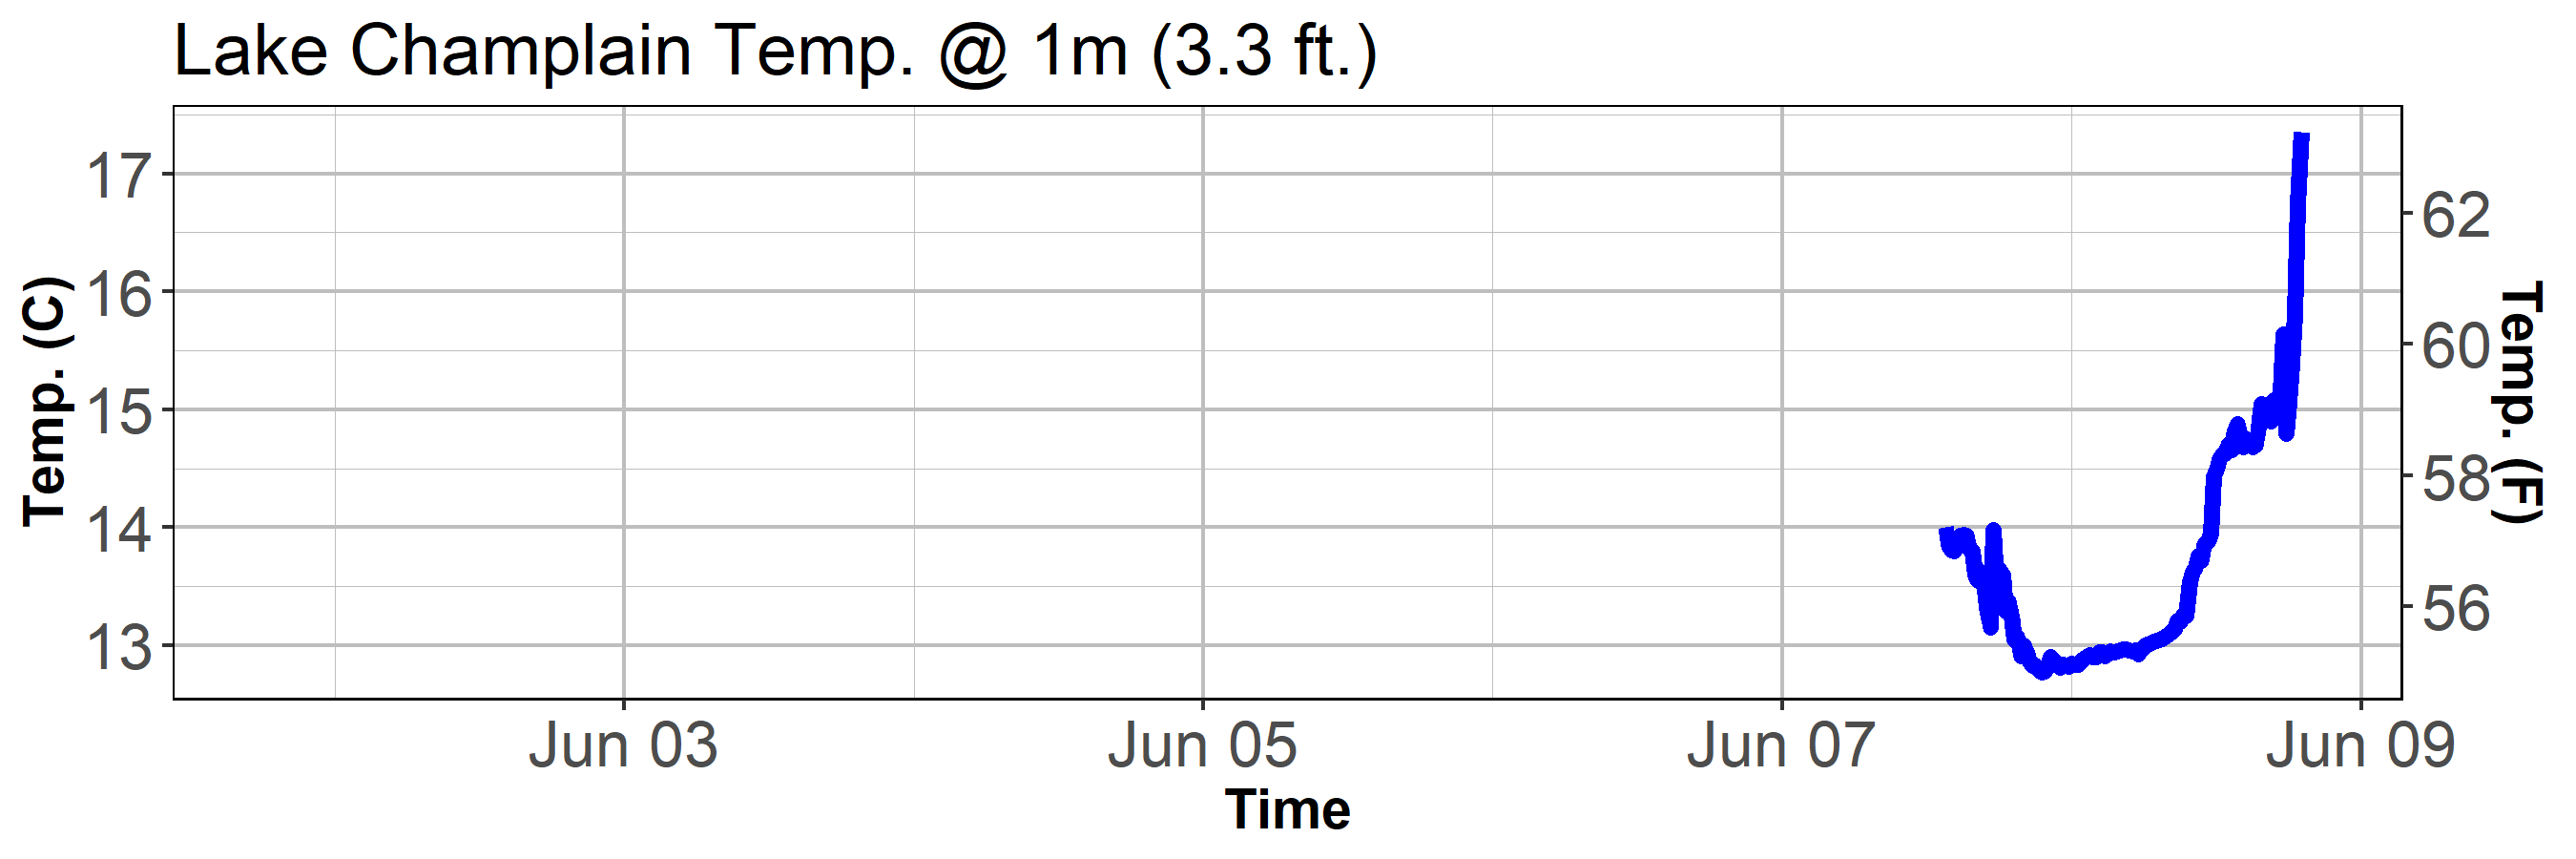 Lake Champlain Temp. @ 1m (3.3 ft.)
Temp. (C)
17
16
15
14
13
62
60
58
56
Temp. (F)
Jun 03 Jun 05 Jun 07 Jun 09
Time